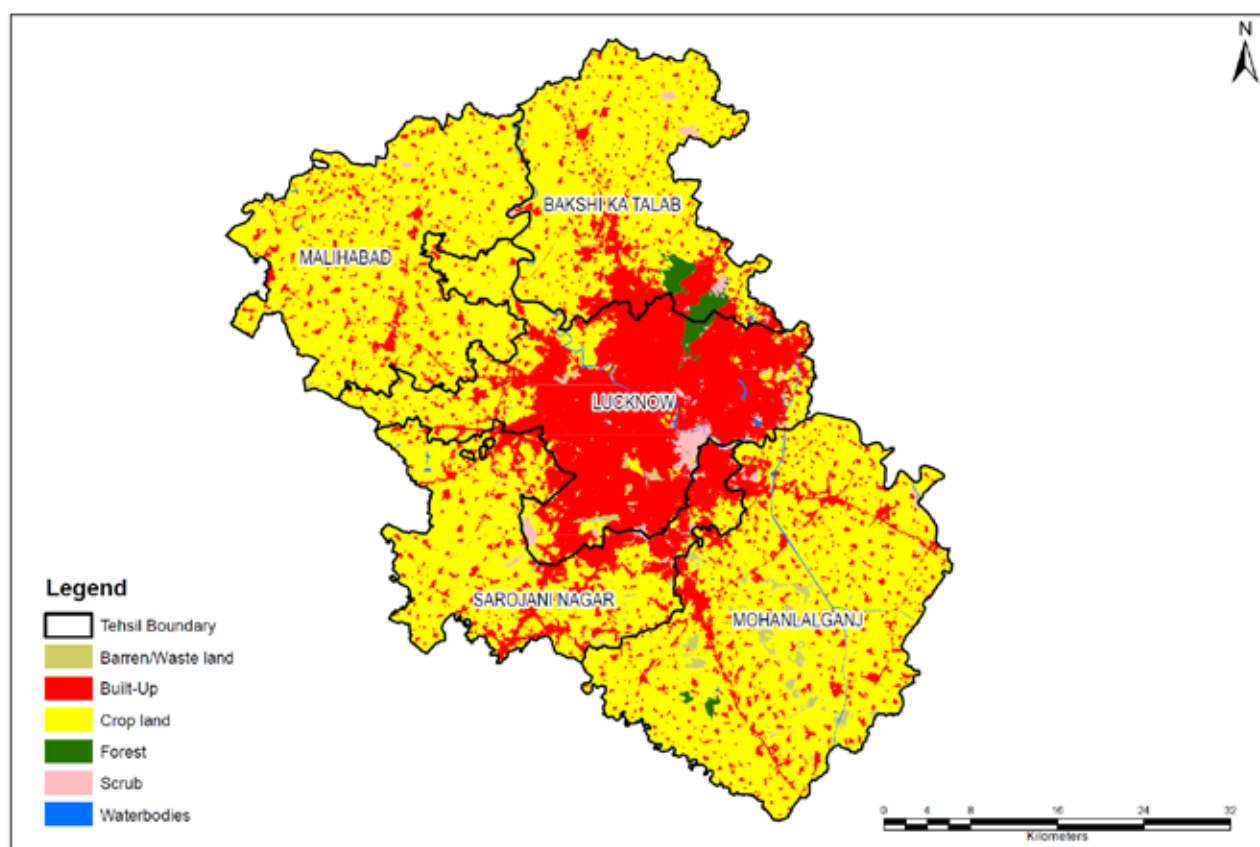 N
BAKSHI KA TALAB
MALIHABAD
LUCKNOW
SAROJANI NAGAR
MOHANLALGANJ
Legend
Tehsil Boundary
Barren/Waste land
Built-Up
Crop land
Forest
Scrub
Waterbodies
0 4 8 16 24 32
Kilometers